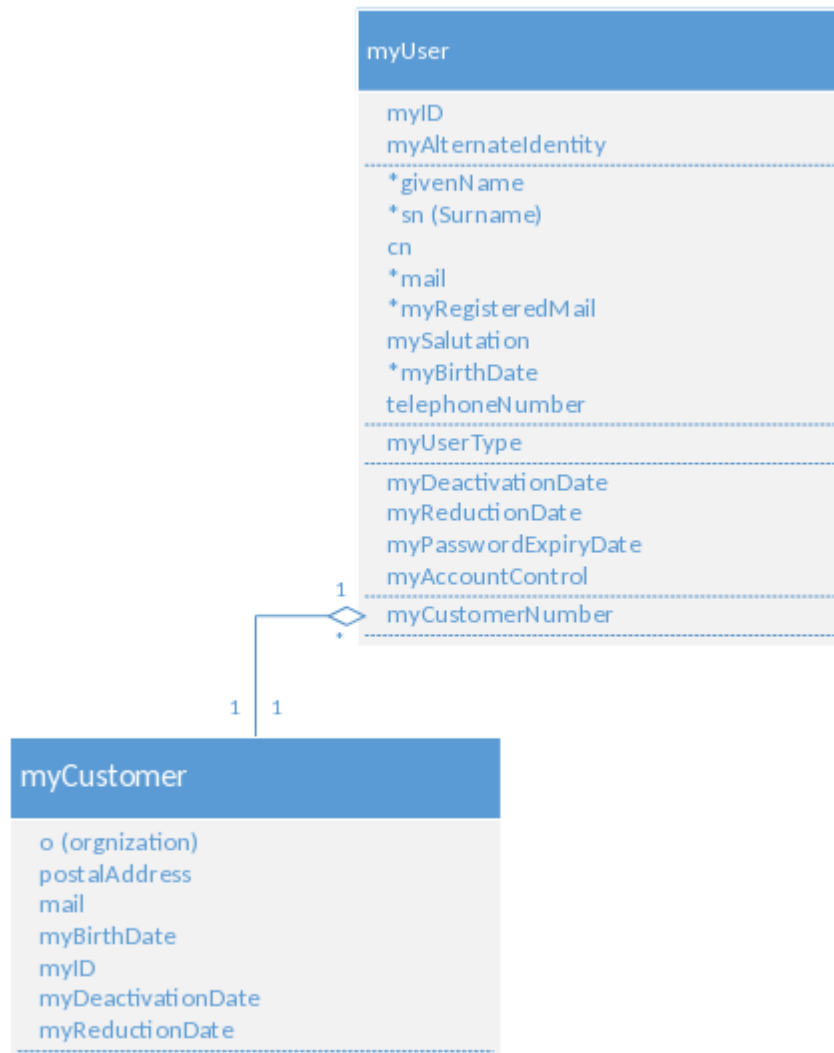 myUser
myID
myAlternateIdentity
*givenName
*sn (Surname)
cn
*mail
*myRegisteredMail
mySalutation
*myBirthDate
telephoneNumber
myUserType
myDeactivationDate
myReductionDate
myPasswordExpiryDate
myAccountControl
1
myCustomerNumber
*
1 1
myCustomer
o (orgnization)
postalAddress
mail
myBirthDate
myID
myDeactivationDate
myReductionDate